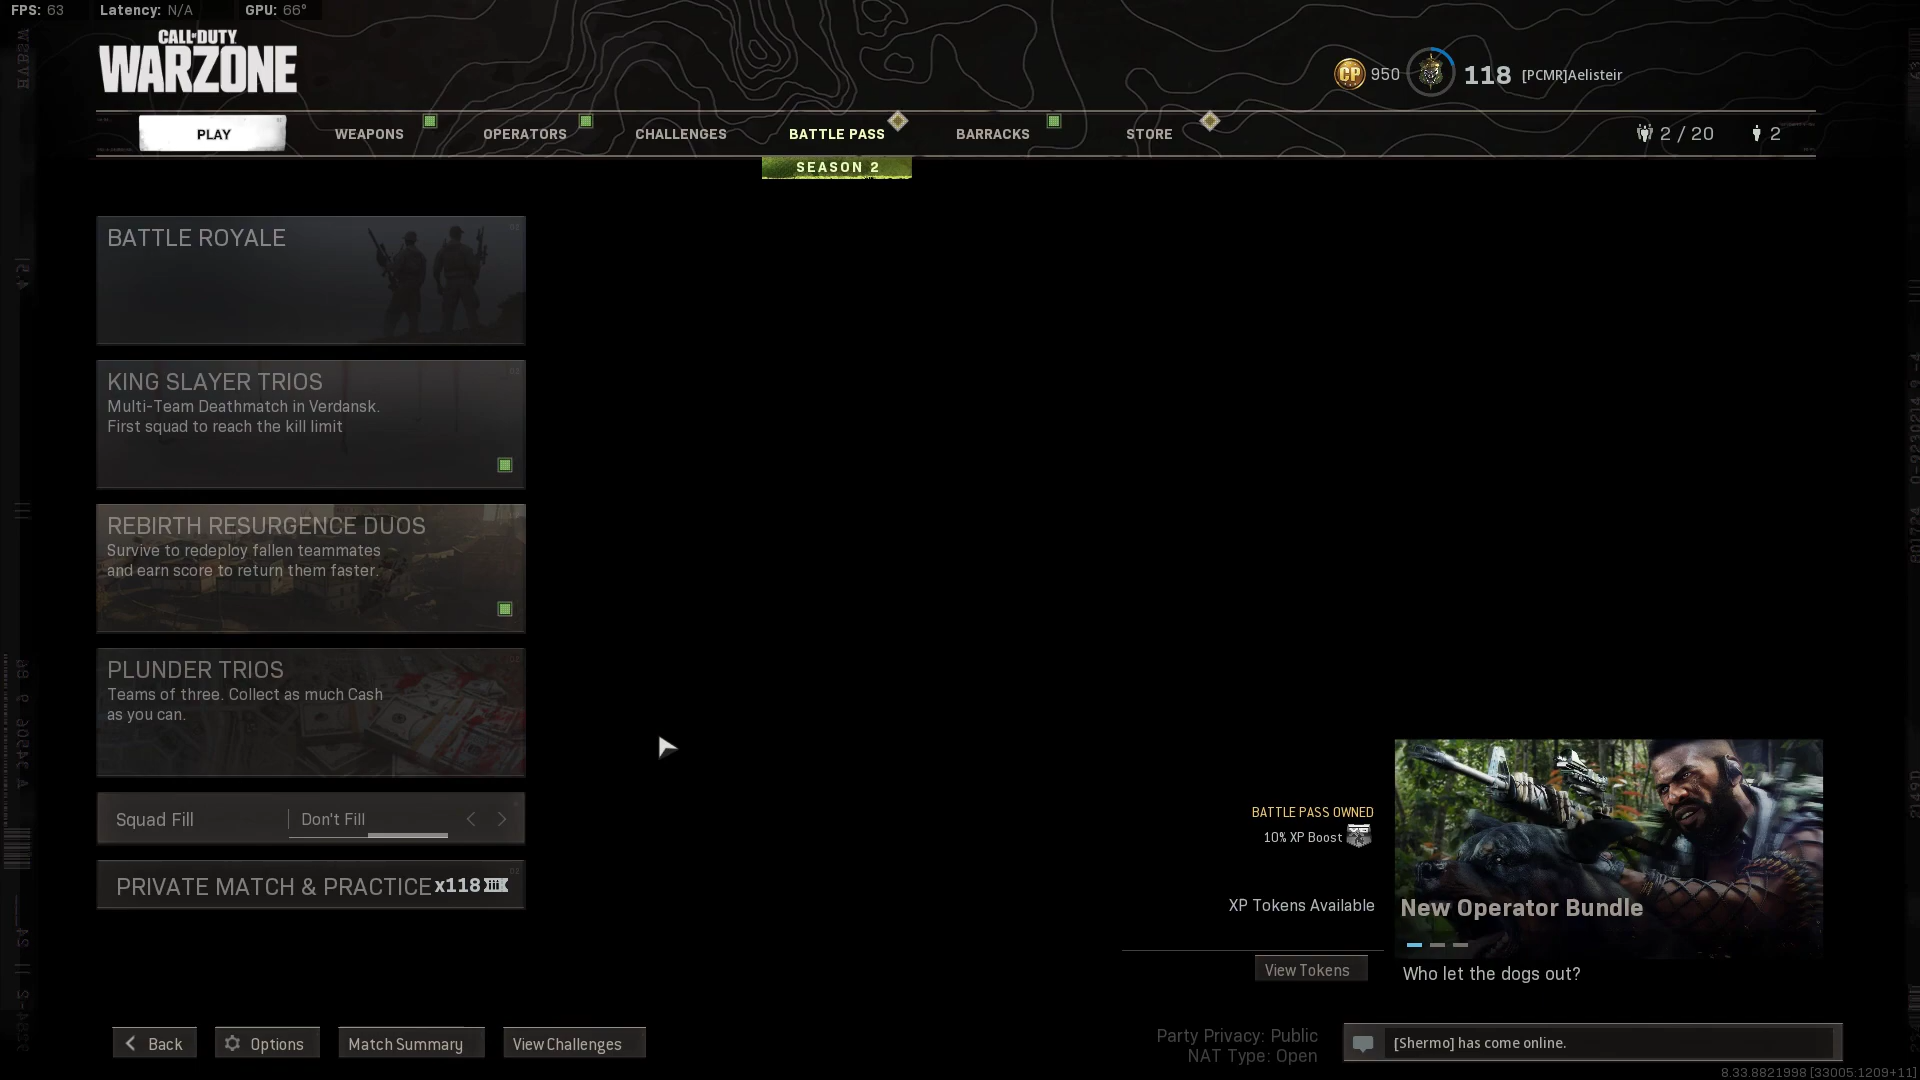 FPS: 63 Latency: N/A GPU: 66°
CALL OF DUTY
WARZONE
CP 950 118 [PCMR]Aelisteir
PLAY WEAPONS OPERATORS CHALLENGES BATTLE PASS BARRACKS STORE 2 / 20 2
SEASON 2
BATTLE ROYALE
KING SLAYER TRIOS
Multi-Team Deathmatch in Verdansk.
First squad to reach the kill limit
REBIRTH RESURGENCE DUOS
Survive to redeploy fallen teammates
and earn score to return them faster.
PLUNDER TRIOS
Teams of three. Collect as much Cash
as you can.
Squad Fill Don't Fill
PRIVATE MATCH & PRACTICE x118
BATTLE PASS OWNED
10% XP Boost
XP Tokens Available
View Tokens
New Operator Bundle
Who let the dogs out?
Back Options Match Summary View Challenges
Party Privacy: Public
NAT Type: Open
[Shermo] has come online.
8.33.8821998 [33005:1209+11]